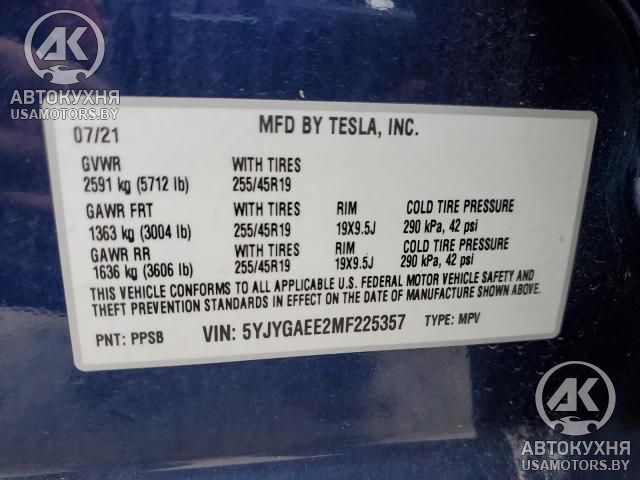 AK
АВТОКУХНЯ
USAMOTORS.BY
07/21 MFD BY TESLA, INC.
GVWR WITH TIRES
2591 kg (5712 lb) 255/45R19
GAWR FRT WITH TIRES RIM COLD TIRE PRESSURE
1363 kg (3004 lb) 255/45R19 19X9.5J 290 kPa, 42 psi
GAWR RR WITH TIRES RIM COLD TIRE PRESSURE
1636 kg (3606 lb) 255/45R19 19X9.5J 290 kPa, 42 psi
THIS VEHICLE CONFORMS TO ALL APPLICABLE U.S. FEDERAL MOTOR VEHICLE SAFETY AND
THEFT PREVENTION STANDARDS IN EFFECT ON THE DATE OF MANUFACTURE SHOWN ABOVE.
PNT: PPSB VIN: 5YJYGAEE2MF225357 TYPE: MPV
AK
АВТОКУХНЯ
USAMOTORS.BY